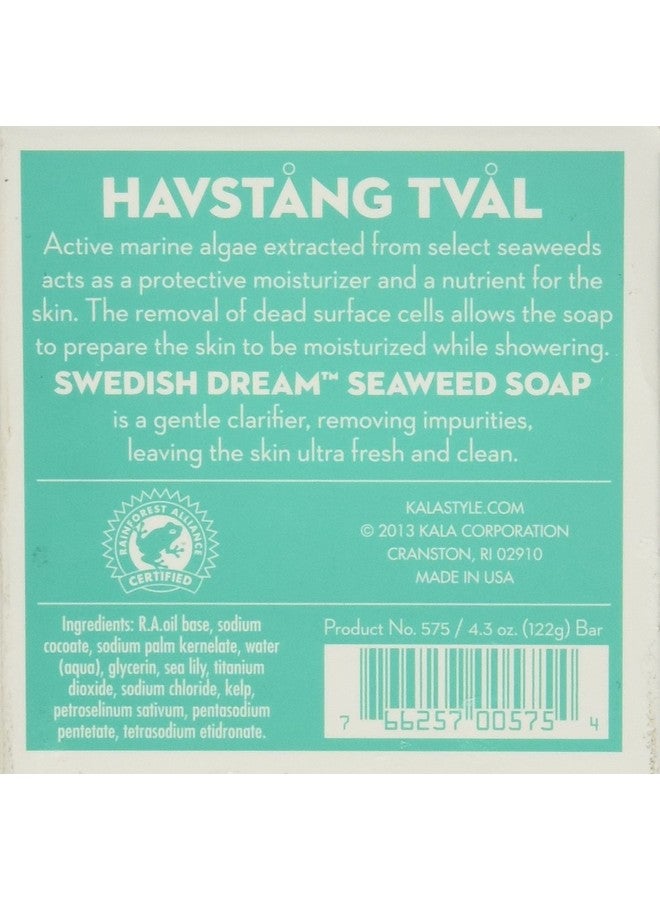 HAVSTÅNG TVÅL
Active marine algae extracted from select seaweeds
acts as a protective moisturizer and a nutrient for the
skin. The removal of dead surface cells allows the soap
to prepare the skin to be moisturized while showering.
SWEDISH DREAM™ SEAWEED SOAP
is a gentle clarifier, removing impurities,
leaving the skin ultra fresh and clean.
RAINFOREST ALLIANCE
CERTIFIED
KALASTYLE.COM
© 2013 KALA CORPORATION
CRANSTON, RI 02910
MADE IN USA
Ingredients: R.A.oil base, sodium
cocoate, sodium palm kernelate, water
(aqua), glycerin, sea lily, titanium
dioxide, sodium chloride, kelp,
petroselinum sativum, pentasodium
pentetate, tetrasodium etidronate.
Product No. 575 / 4.3 oz. (122g) Bar
7 66257 00575 4